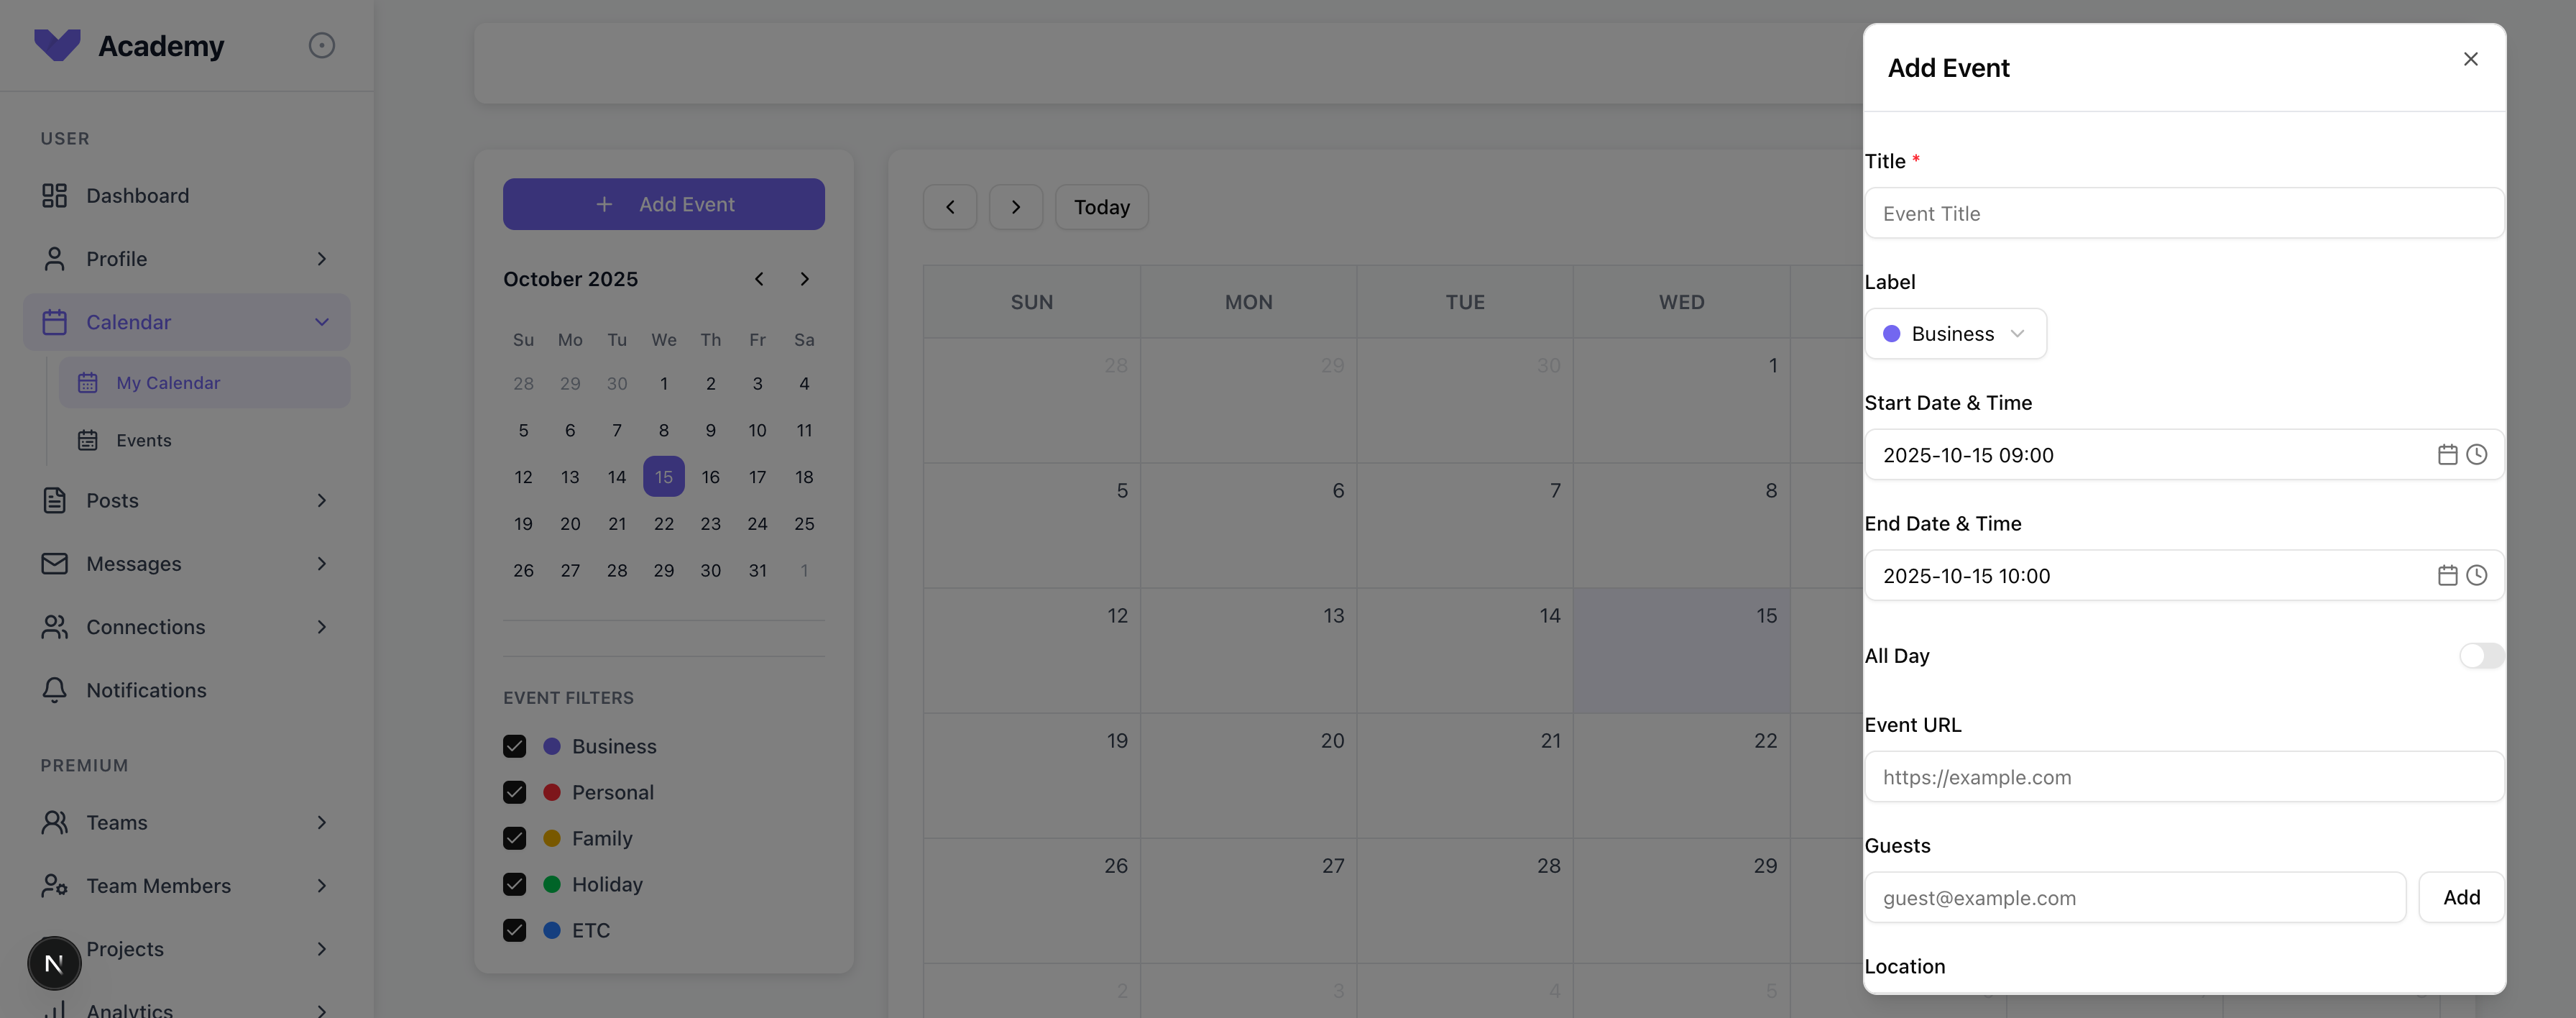 Academy
USER
Dashboard
Profile
Calendar
My Calendar
Events
Posts
Messages
Connections
Notifications
PREMIUM
Teams
Team Members
Projects
Analytics
N
Add Event
October 2025
Su Mo Tu We Th Fr Sa
28 29 30 1 2 3 4
5 6 7 8 9 10 11
12 13 14 15 16 17 18
19 20 21 22 23 24 25
26 27 28 29 30 31 1
EVENT FILTERS
Business
Personal
Family
Holiday
ETC
Today
SUN MON TUE WED
28 29 30 1
5 6 7 8
12 13 14 15
19 20 21 22
26 27 28 29
2 3 4 5
Add Event
Title *
Event Title
Label
Business
Start Date & Time
2025-10-15 09:00
End Date & Time
2025-10-15 10:00
All Day
Event URL
https://example.com
Guests
guest@example.com Add
Location